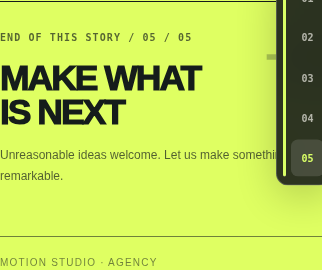 END OF THIS STORY / 05 / 05
MAKE WHAT
IS NEXT
Unreasonable ideas welcome. Let us make
remarkable.
MOTION STUDIO · AGENCY
02
03
04
05